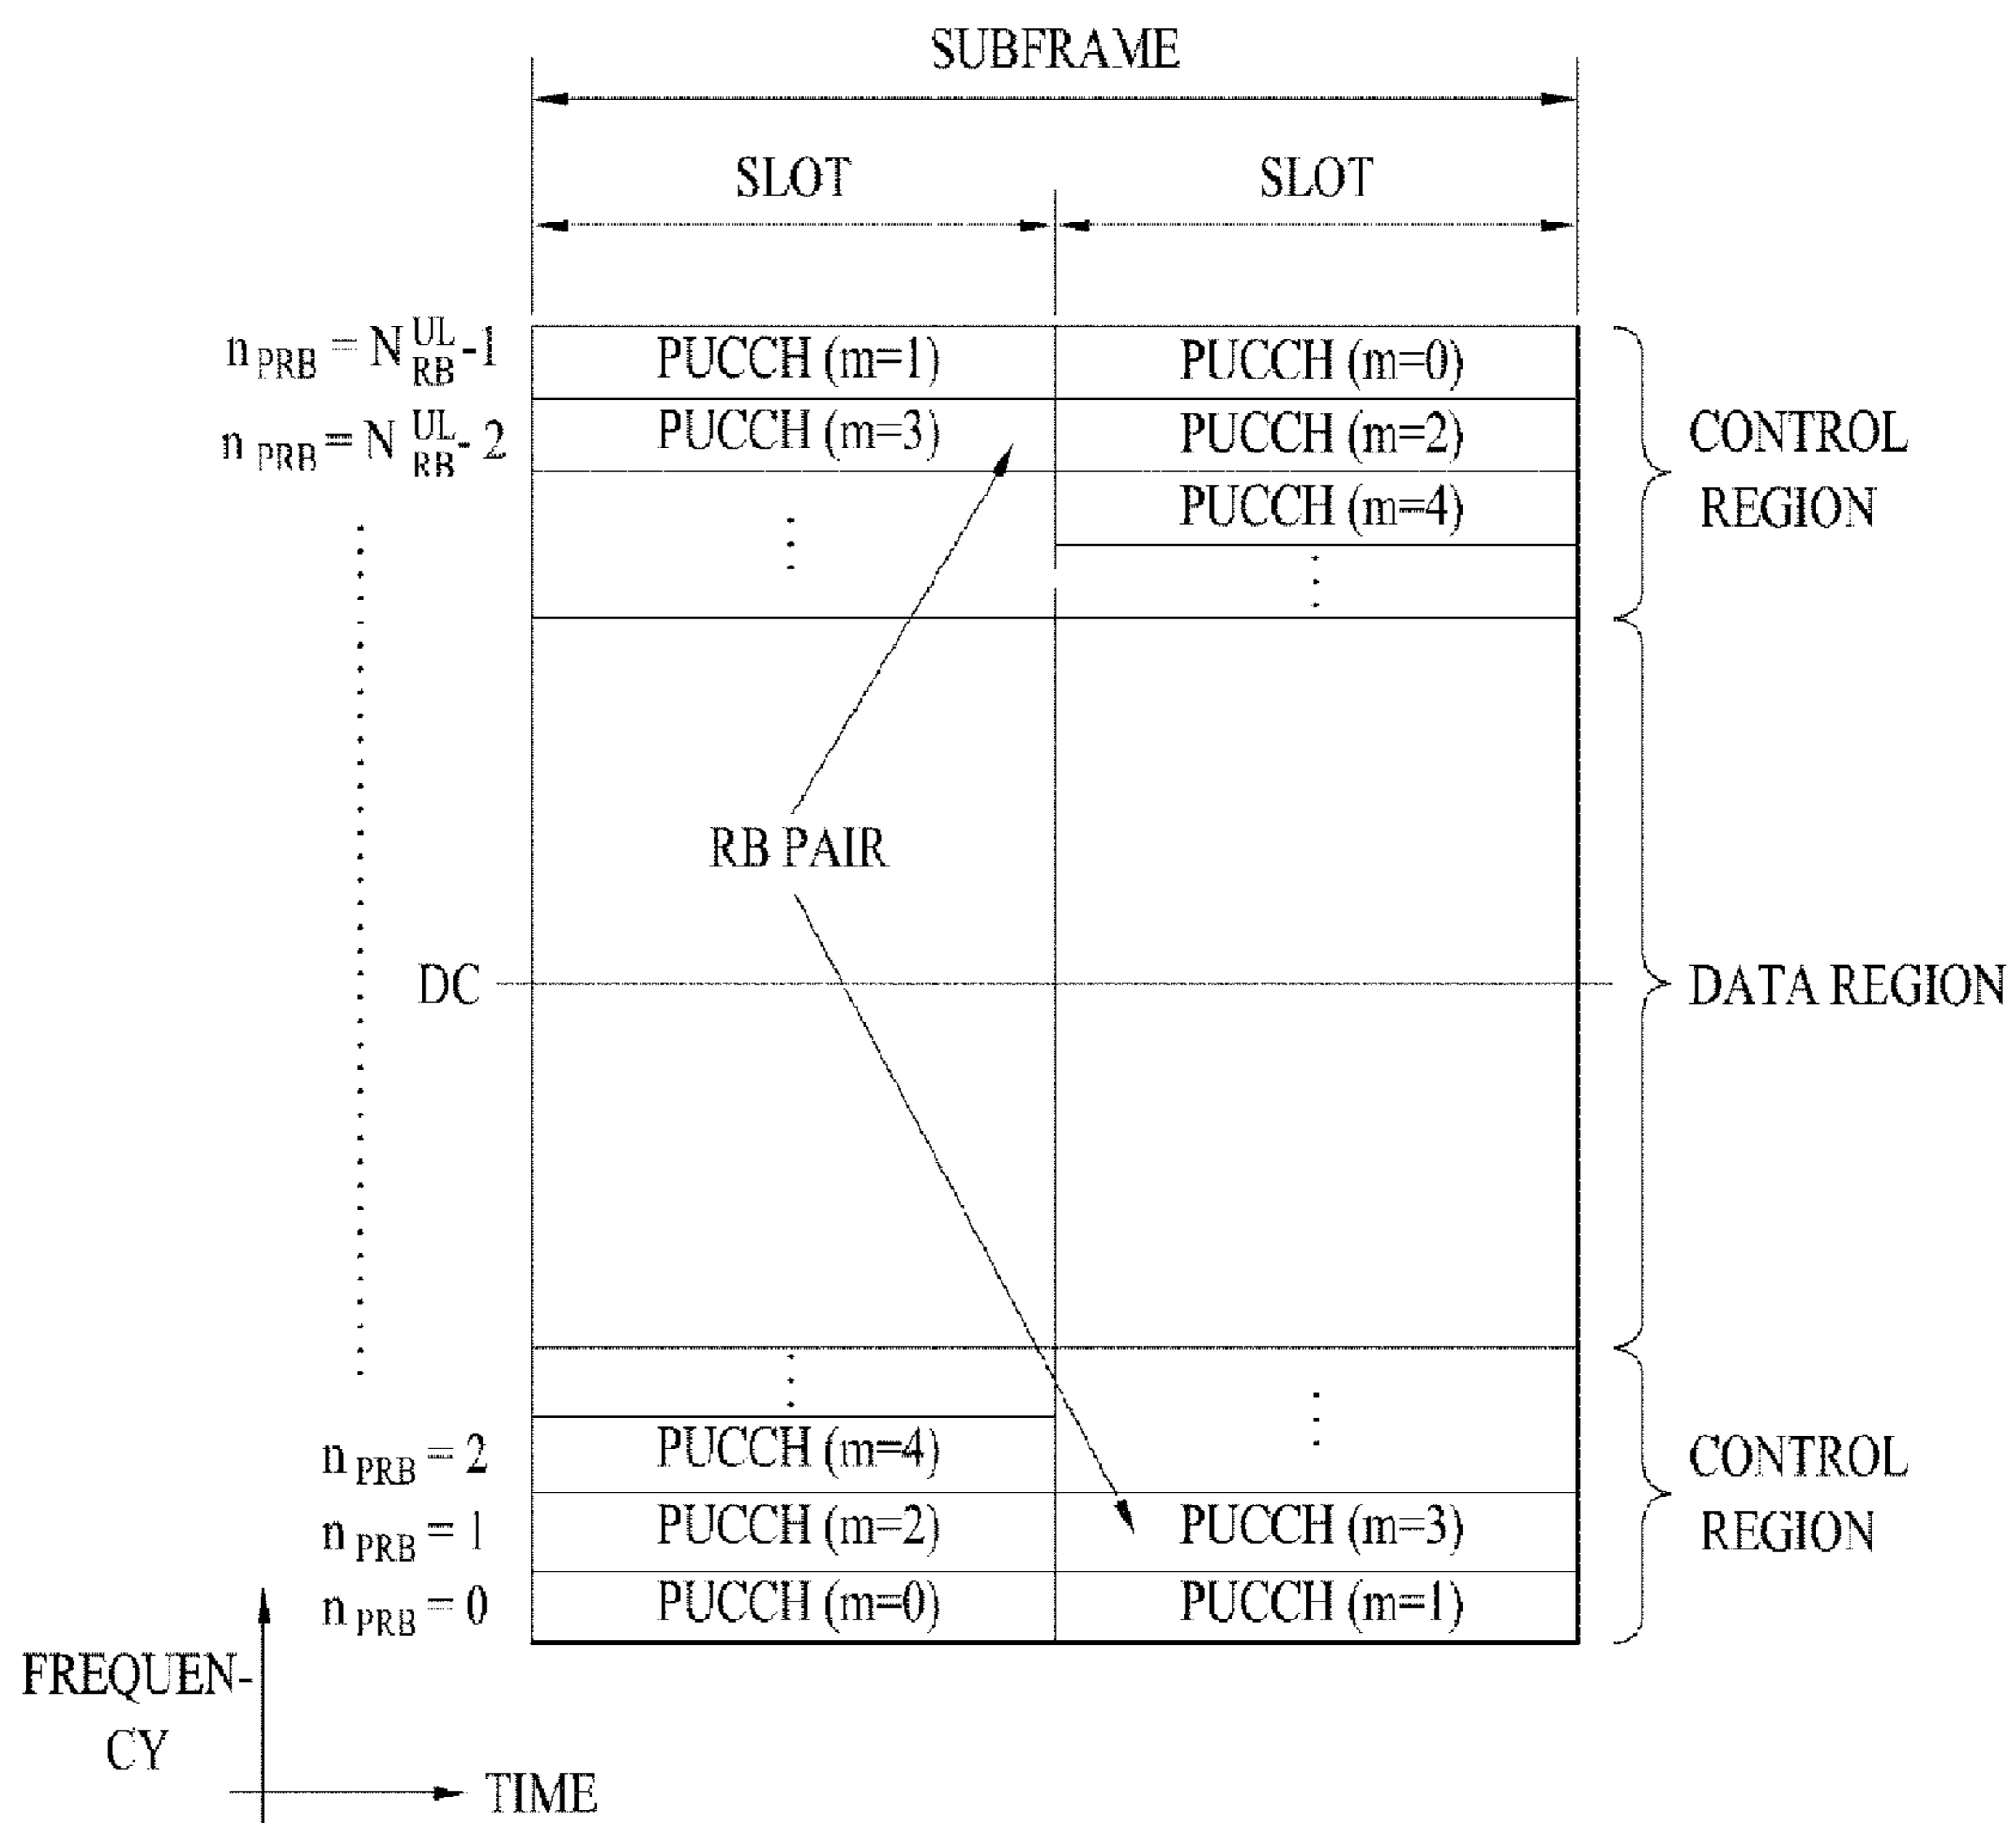 SUBFRAME
SLOT SLOT
n PRB = N UL RB -1 PUCCH (m=1) PUCCH (m=0)
n PRB = N UL RB - 2 PUCCH (m=3) PUCCH (m=2)
CONTROL
REGION
PUCCH (m=4)
RB PAIR
DC
DATA REGION
n PRB = 2 PUCCH (m=4)
CONTROL
REGION
n PRB = 1 PUCCH (m=2) PUCCH (m=3)
n PRB = 0 PUCCH (m=0) PUCCH (m=1)
FREQUEN-
CY
TIME